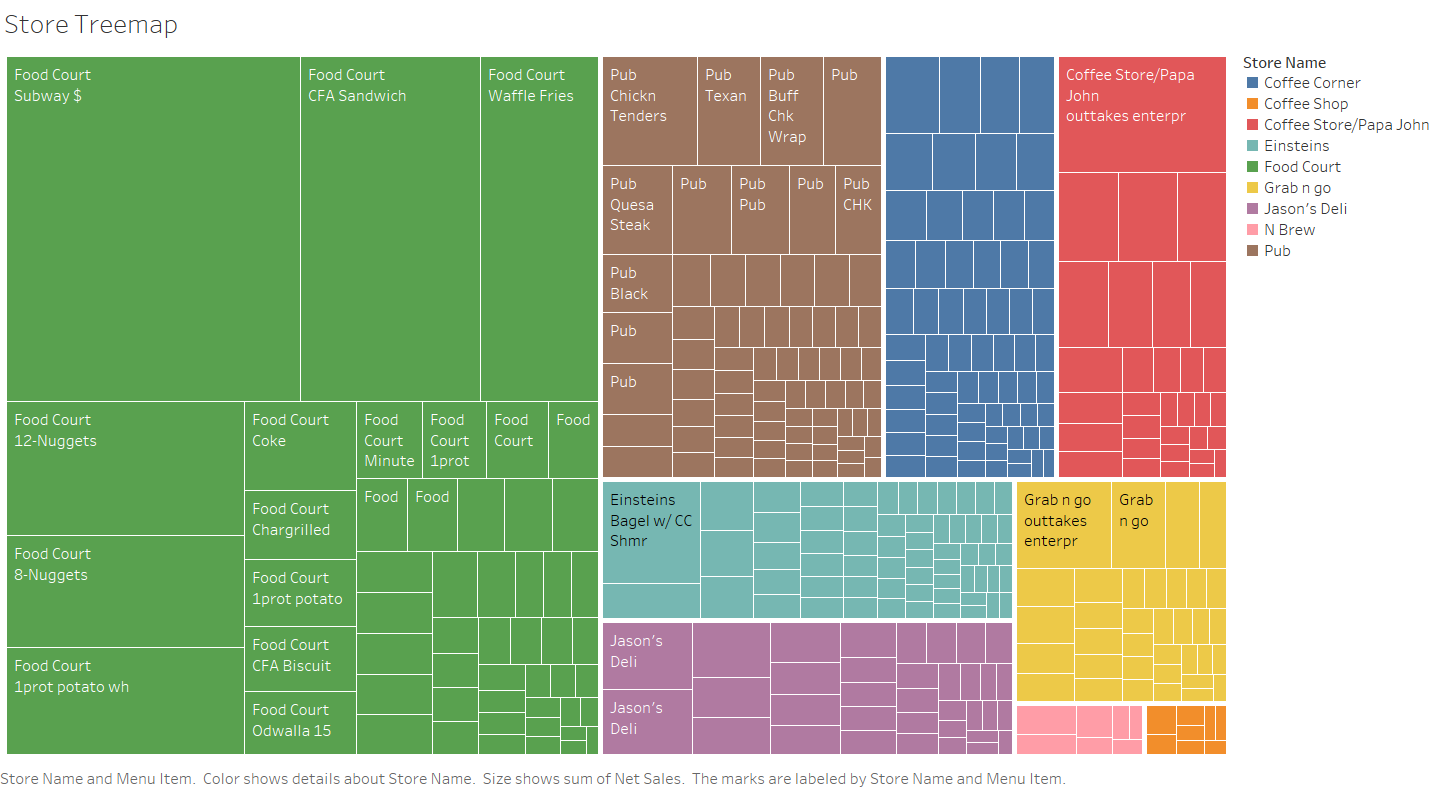 Store Treemap
Food Court
Subway $
Food Court
CFA Sandwich
Food Court
Waffle Fries
Food Court
12-Nuggets
Food Court
8-Nuggets
Food Court
1prot potato wh
Food Court
Coke
Food Court
Chargrilled
Food Court
1prot potato
Food Court
CFA Biscuit
Food Court
Odwalla 15
Food
Court
Minute
Food
Court
1prot
Food
Court
Food
Food
Food
Pub
Chickn
Tenders
Pub
Texan
Pub
Buff
Chk
Wrap
Pub
Pub
Quesa
Steak
Pub
Pub
Pub
Pub
Pub
CHK
Pub
Black
Pub
Pub
Coffee Store/Papa
John
outtakes enterpr
Einsteins
Bagel w/ CC
Shmr
Jason's
Deli
Jason's
Deli
Grab n go
outtakes
enterpr
Grab
n go
Store Name
Coffee Corner
Coffee Shop
Coffee Store/Papa John
Einsteins
Food Court
Grab n go
Jason's Deli
N Brew
Pub
Store Name and Menu Item.  Color shows details about Store Name.  Size shows sum of Net Sales.  The marks are labeled by Store Name and Menu Item.